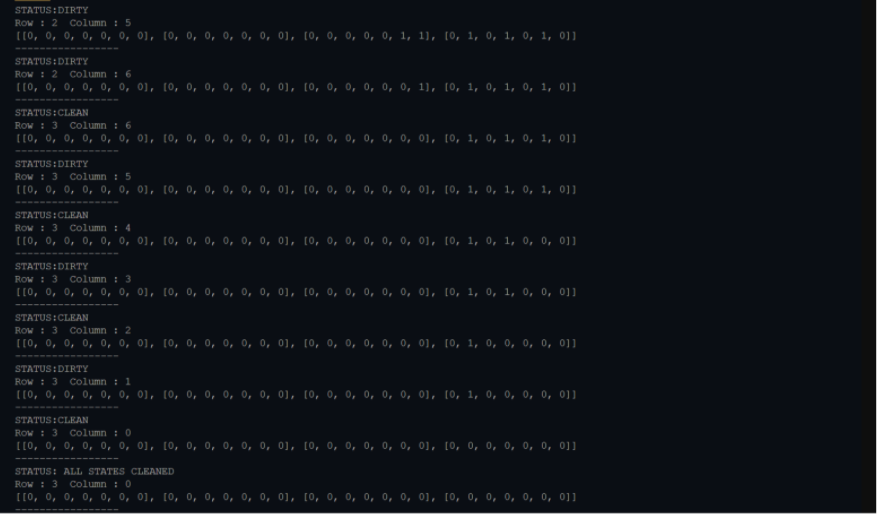 STATUS:DIRTY
Row : 2  Column : 5
[[0, 0, 0, 0, 0, 0, 0], [0, 0, 0, 0, 0, 0, 0], [0, 0, 0, 0, 0, 1, 1], [0, 1, 0, 1, 0, 1, 0]]
-----------------
STATUS:DIRTY
Row : 2  Column : 6
[[0, 0, 0, 0, 0, 0, 0], [0, 0, 0, 0, 0, 0, 0], [0, 0, 0, 0, 0, 0, 1], [0, 1, 0, 1, 0, 1, 0]]
-----------------
STATUS:CLEAN
Row : 3  Column : 6
[[0, 0, 0, 0, 0, 0, 0], [0, 0, 0, 0, 0, 0, 0], [0, 0, 0, 0, 0, 0, 0], [0, 1, 0, 1, 0, 1, 0]]
-----------------
STATUS:DIRTY
Row : 3  Column : 5
[[0, 0, 0, 0, 0, 0, 0], [0, 0, 0, 0, 0, 0, 0], [0, 0, 0, 0, 0, 0, 0], [0, 1, 0, 1, 0, 1, 0]]
-----------------
STATUS:CLEAN
Row : 3  Column : 4
[[0, 0, 0, 0, 0, 0, 0], [0, 0, 0, 0, 0, 0, 0], [0, 0, 0, 0, 0, 0, 0], [0, 1, 0, 1, 0, 0, 0]]
-----------------
STATUS:DIRTY
Row : 3  Column : 3
[[0, 0, 0, 0, 0, 0, 0], [0, 0, 0, 0, 0, 0, 0], [0, 0, 0, 0, 0, 0, 0], [0, 1, 0, 1, 0, 0, 0]]
-----------------
STATUS:CLEAN
Row : 3  Column : 2
[[0, 0, 0, 0, 0, 0, 0], [0, 0, 0, 0, 0, 0, 0], [0, 0, 0, 0, 0, 0, 0], [0, 1, 0, 0, 0, 0, 0]]
-----------------
STATUS:DIRTY
Row : 3  Column : 1
[[0, 0, 0, 0, 0, 0, 0], [0, 0, 0, 0, 0, 0, 0], [0, 0, 0, 0, 0, 0, 0], [0, 1, 0, 0, 0, 0, 0]]
-----------------
STATUS:CLEAN
Row : 3  Column : 0
[[0, 0, 0, 0, 0, 0, 0], [0, 0, 0, 0, 0, 0, 0], [0, 0, 0, 0, 0, 0, 0], [0, 0, 0, 0, 0, 0, 0]]
-----------------
STATUS: ALL STATES CLEANED
Row : 3  Column : 0
[[0, 0, 0, 0, 0, 0, 0], [0, 0, 0, 0, 0, 0, 0], [0, 0, 0, 0, 0, 0, 0], [0, 0, 0, 0, 0, 0, 0]]
-----------------